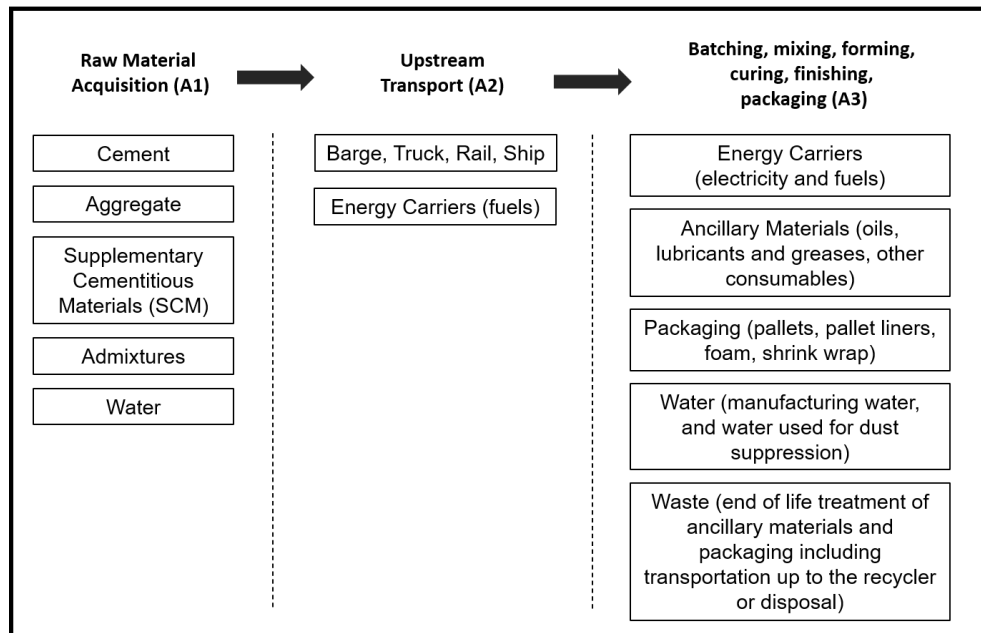 Raw Material
Acquisition (A1)
Upstream
Transport (A2)
Batching, mixing, forming,
curing, finishing,
packaging (A3)
Cement
Aggregate
Supplementary
Cementitious
Materials (SCM)
Admixtures
Water
Barge, Truck, Rail, Ship
Energy Carriers (fuels)
Energy Carriers
(electricity and fuels)
Ancillary Materials (oils,
lubricants and greases, other
consumables)
Packaging (pallets, pallet liners,
foam, shrink wrap)
Water (manufacturing water,
and water used for dust
suppression)
Waste (end of life treatment of
ancillary materials and
packaging including
transportation up to the recycler
or disposal)